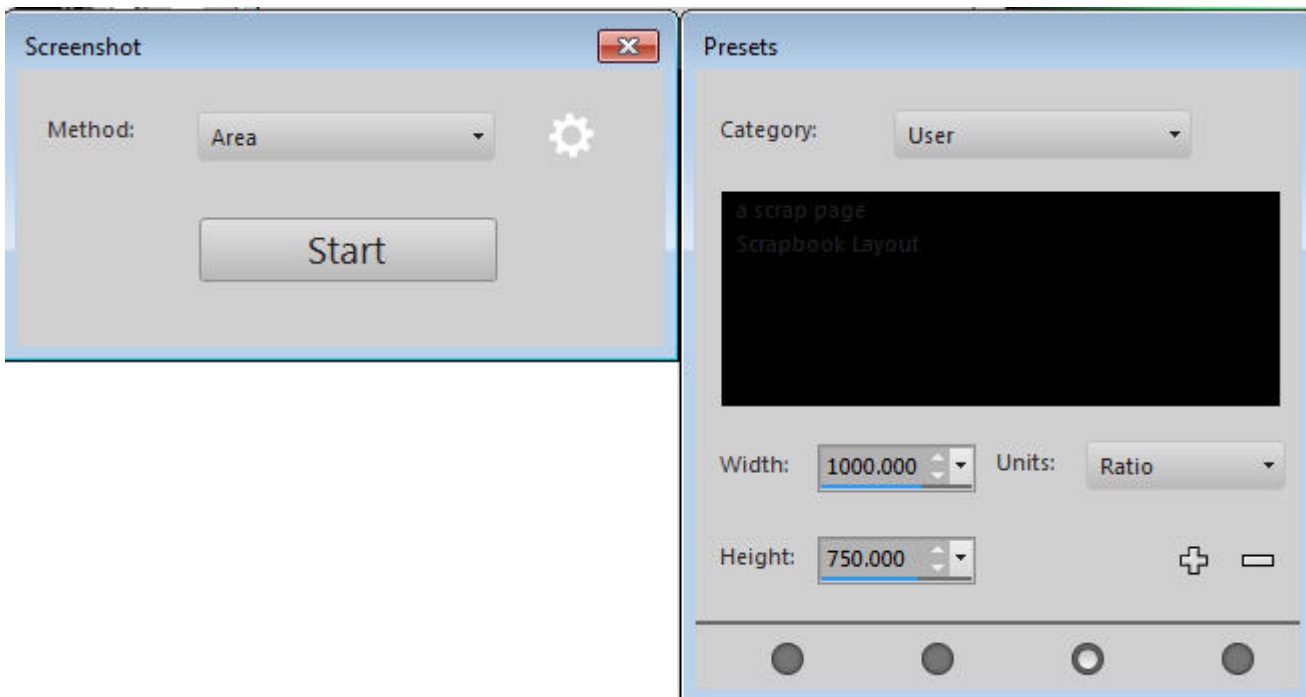 Screenshot
Method:
Area
Start
Presets
Category:
User
a scrap page
Scrapbook Layout
Width:
1000.000
Units:
Ratio
Height:
750.000